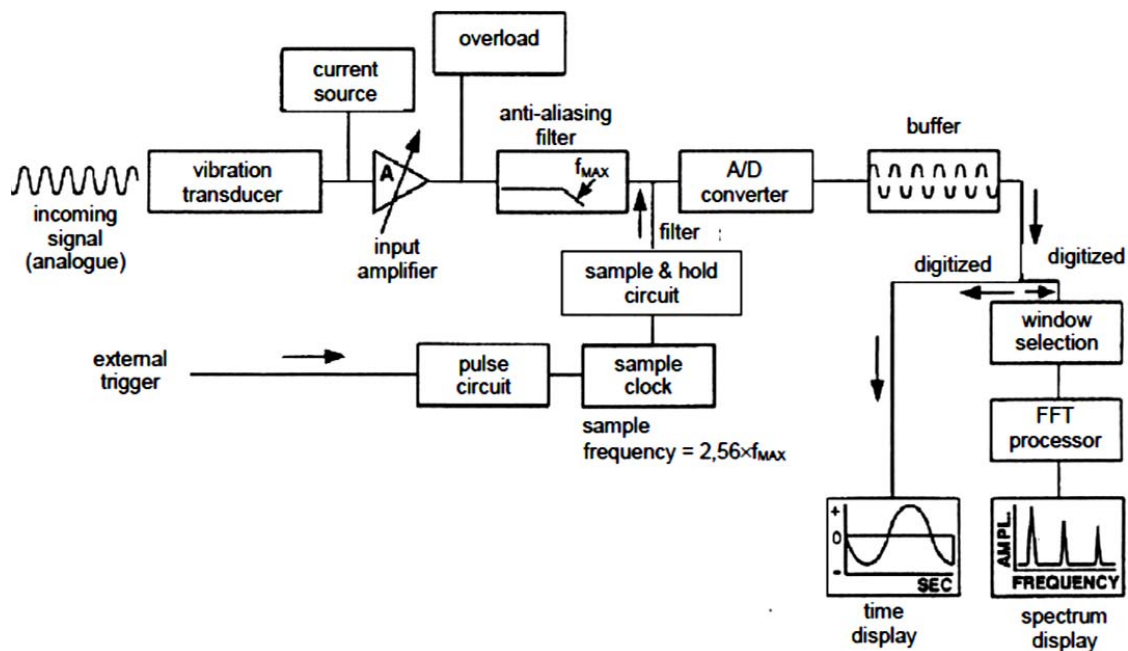 overload
current
source
anti-aliasing
filter
buffer
vibration
transducer
A
fMAX
A/D
converter
incoming
signal
(analogue)
input
amplifier
filter
sample & hold
circuit
digitized
digitized
window
selection
external
trigger
pulse
circuit
sample
clock
sample
frequency = 2,56×fMAX
FFT
processor
+
0
-
SEC
AMPL.
FREQUENCY
time
display
spectrum
display